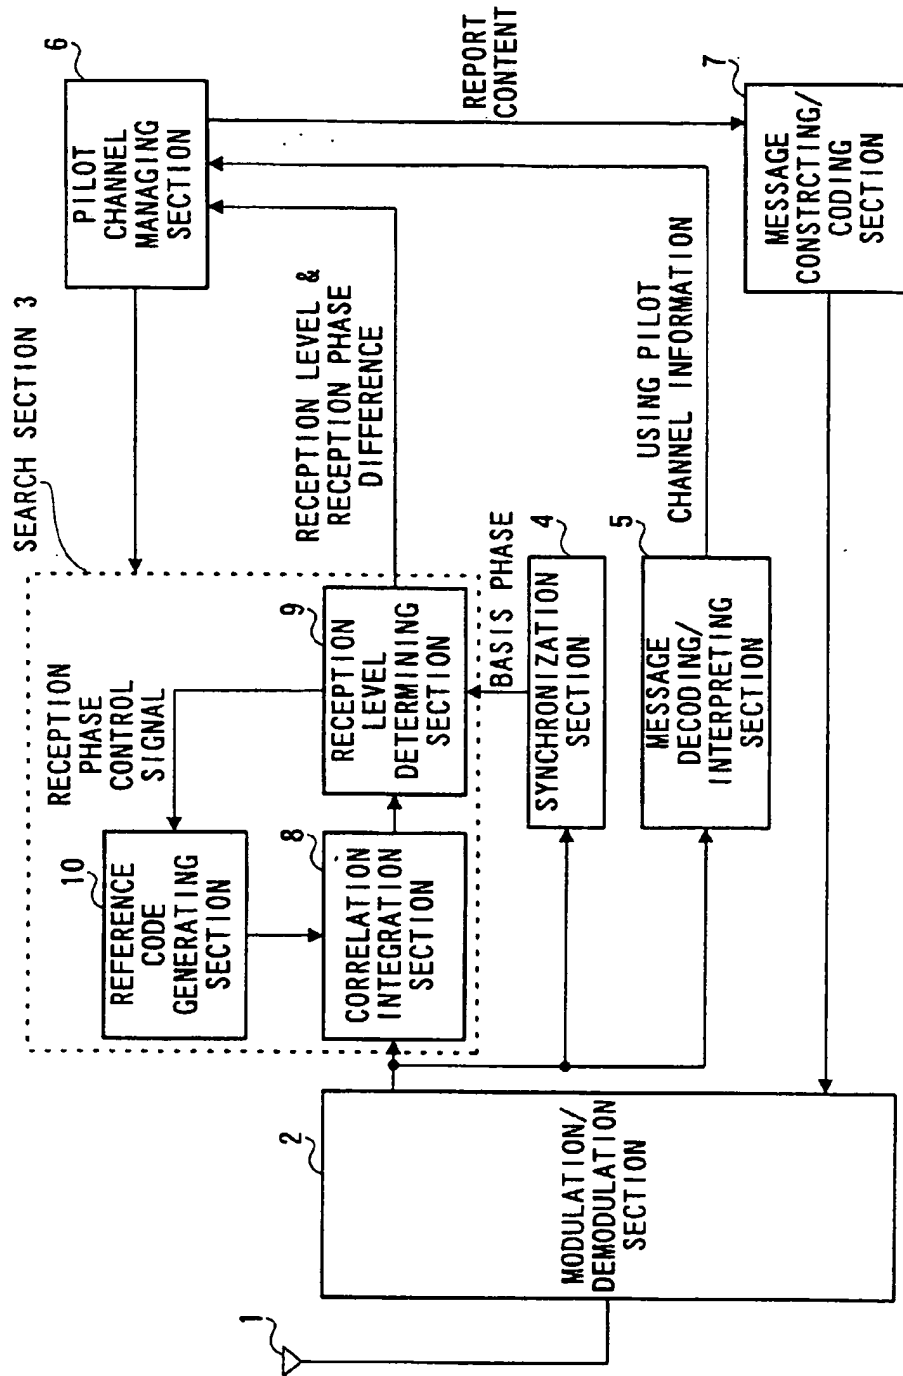 1
2
MODULATION/
DEMODULATION
SECTION
SEARCH SECTION 3
10
REFERENCE
CODE
GENERATING
SECTION
RECEPTION
PHASE
CONTROL
SIGNAL
8
CORRELATION
INTEGRATION
SECTION
9
RECEPTION
LEVEL
DETERMINING
SECTION
BASIS PHASE
4
SYNCHRONIZATION
SECTION
5
MESSAGE
DECODING/
INTERPRETING
SECTION
RECEPTION LEVEL &
RECEPTION PHASE
DIFFERENCE
USING PILOT
CHANNEL INFORMATION
6
PILOT
CHANNEL
MANAGING
SECTION
REPORT
CONTENT
7
MESSAGE
CONSTRCTING/
CODING
SECTION